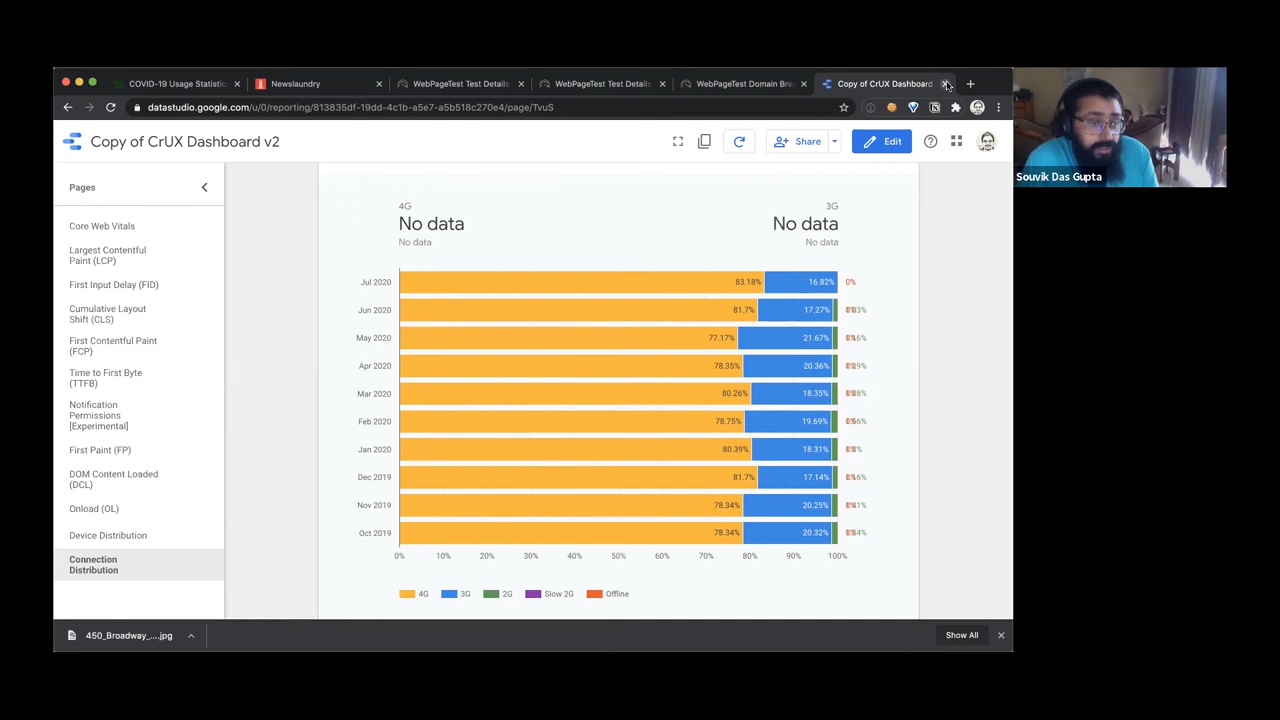 COVID-19 Usage Statistic
Newslaundry
WebPageTest Test Details
WebPageTest Test Details
WebPageTest Domain Brea
Copy of CrUX Dashboard
datastudio.google.com/u/0/reporting/813835df-19dd-4c1b-a5e7-a5b518c270e4/page/TvuS
Copy of CrUX Dashboard v2
Share
Edit
Souvik Das Gupta
Pages
Core Web Vitals
Largest Contentful
Paint (LCP)
First Input Delay (FID)
Cumulative Layout
Shift (CLS)
First Contentful Paint
(FCP)
Time to First Byte
(TTFB)
Notification
Permissions
[Experimental]
First Paint (FP)
DOM Content Loaded
(DCL)
Onload (OL)
Device Distribution
Connection
Distribution
4G
No data
No data
3G
No data
No data
Jul 2020 83.18% 16.82% 0%
Jun 2020 81.7% 17.27%
May 2020 77.17% 21.67%
Apr 2020 78.35% 20.36%
Mar 2020 80.26% 18.35%
Feb 2020 78.75% 19.69%
Jan 2020 80.39% 18.31%
Dec 2019 81.7% 17.14%
Nov 2019 78.34% 20.25%
Oct 2019 78.34% 20.32%
0% 10% 20% 30% 40% 50% 60% 70% 80% 90% 100%
4G 3G 2G Slow 2G Offline
450_Broadway_....jpg
Show All